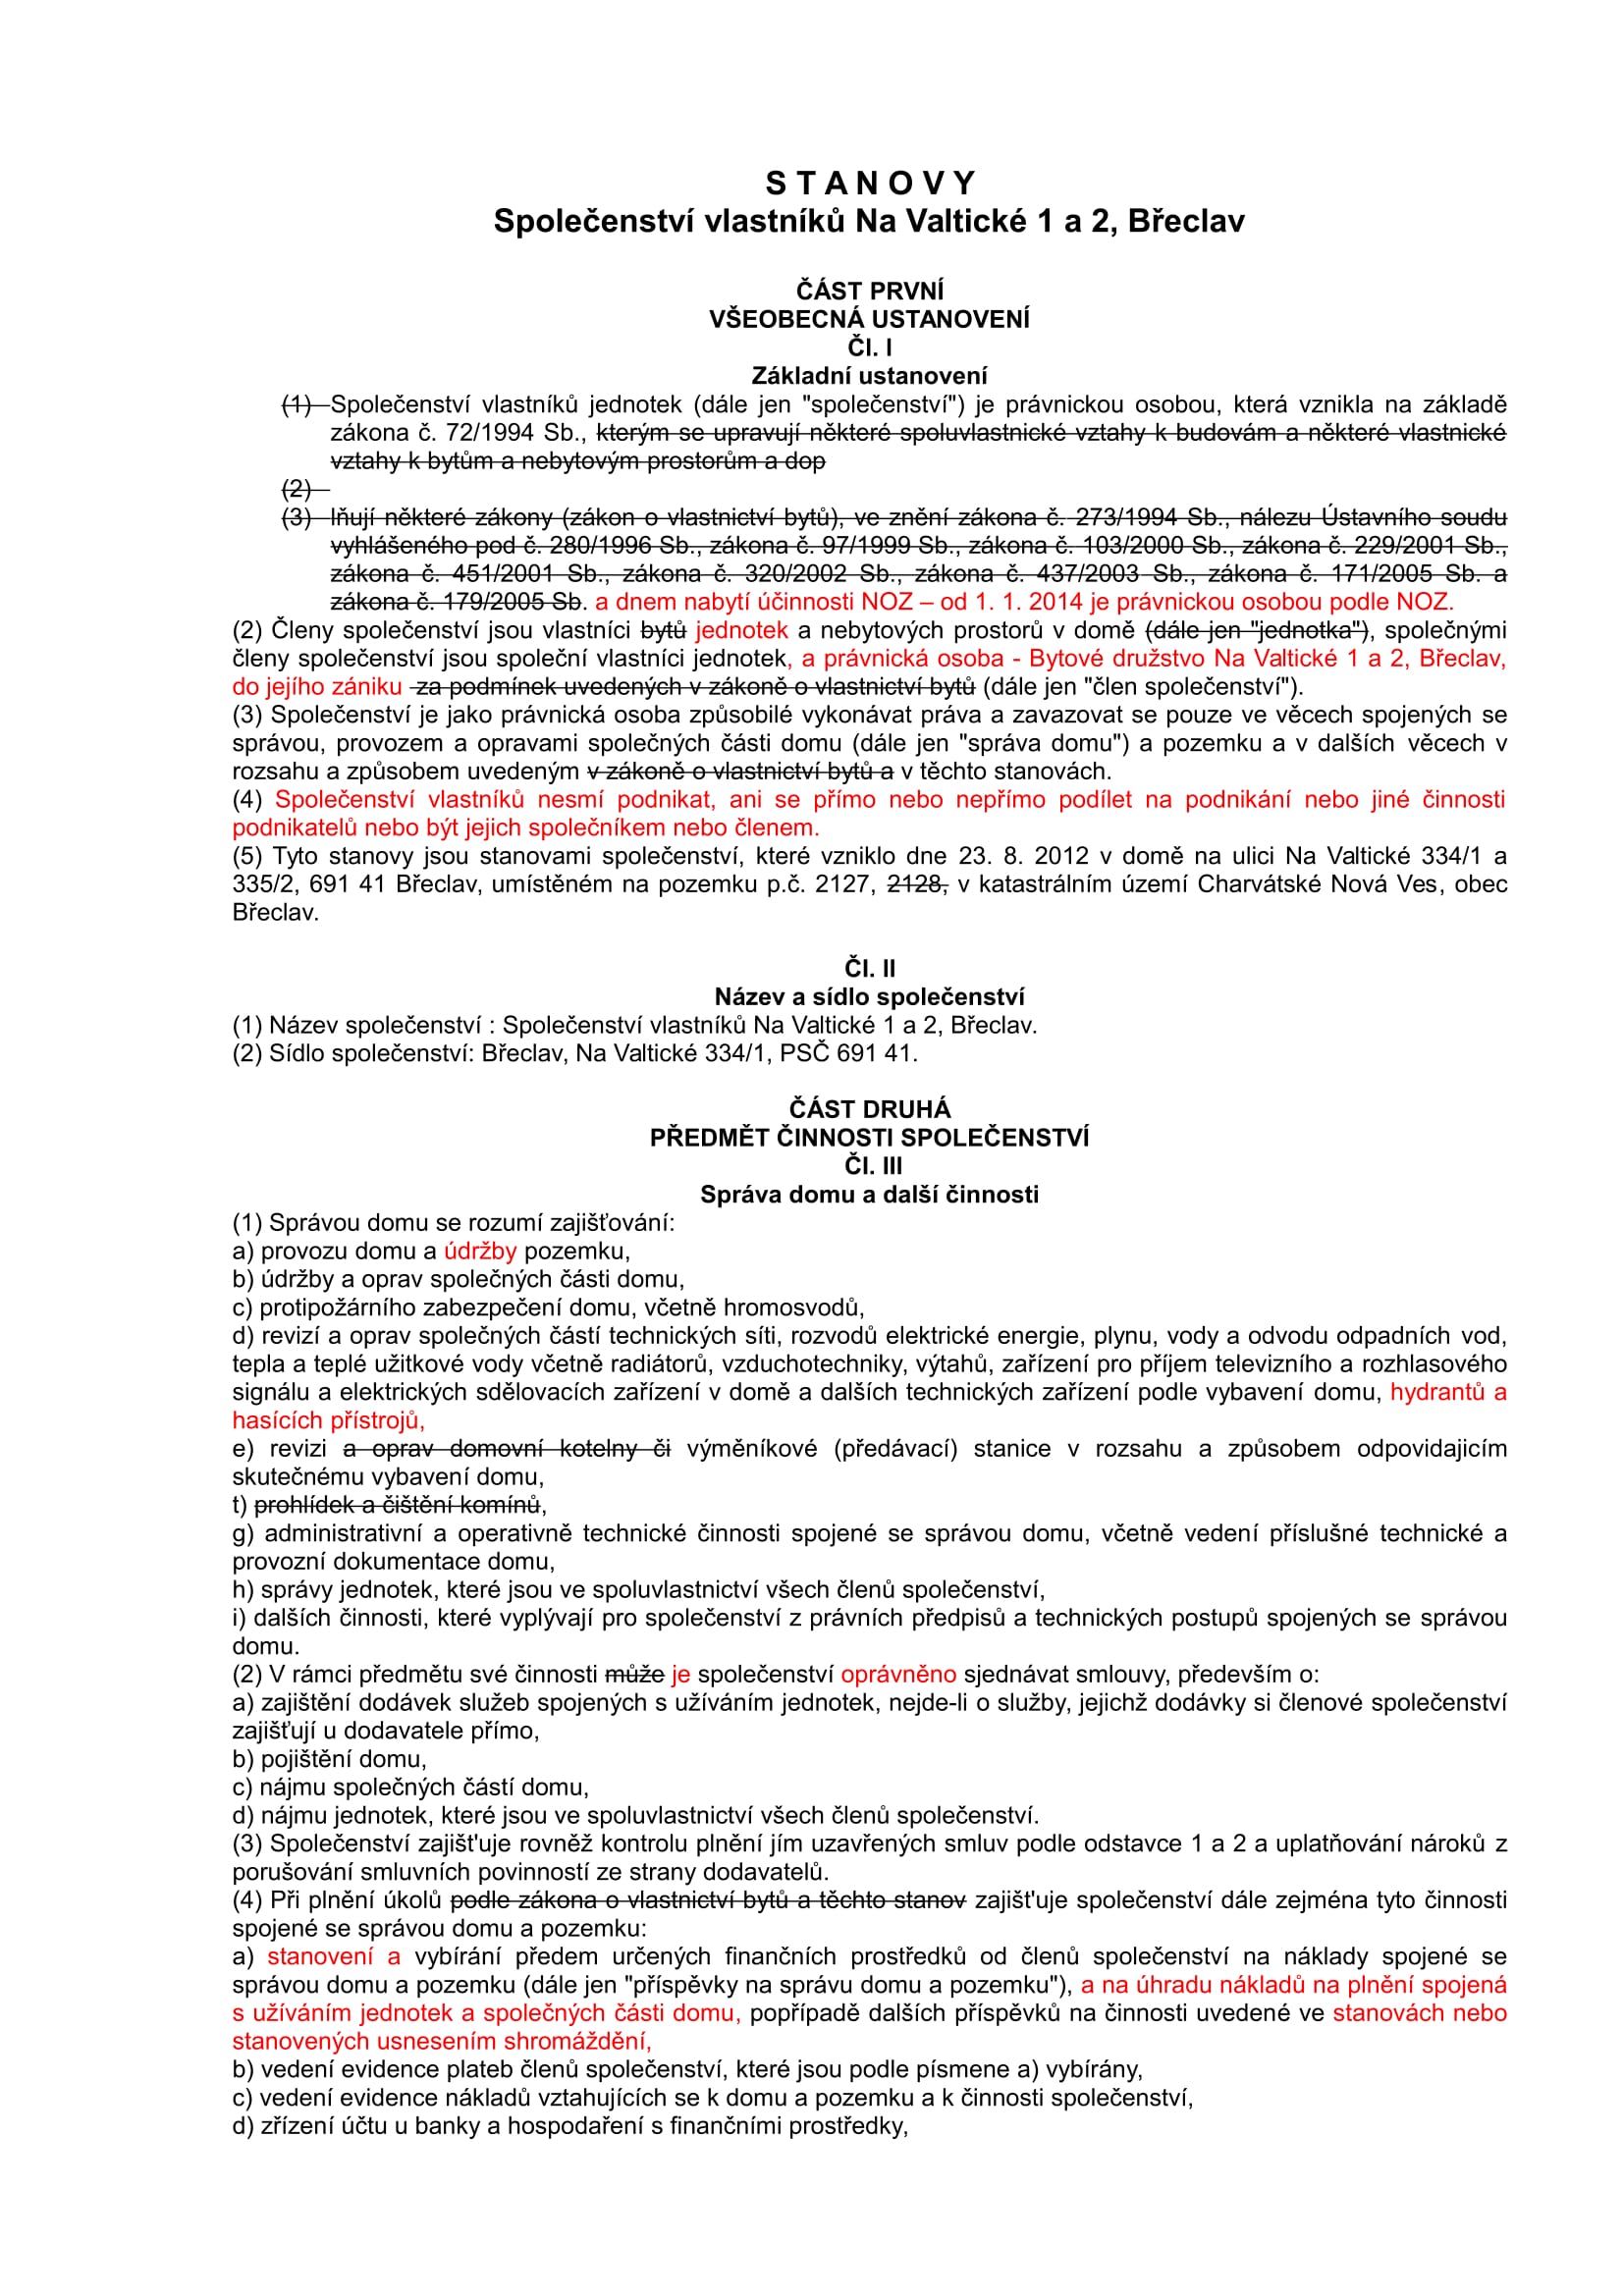 S T A N O V Y
Společenství vlastníků Na Valtické 1 a 2, Břeclav
ČÁST PRVNÍ
VŠEOBECNÁ USTANOVENÍ
Čl. I
Základní ustanovení
(1) Společenství vlastníků jednotek (dále jen "společenství") je právnickou osobou, která vznikla na základě
zákona č. 72/1994 Sb., kterým se upravují některé spoluvlastnické vztahy k budovám a některé vlastnické
vztahy k bytům a nebytovým prostorům a dop
(2)
(3) lňují některé zákony (zákon o vlastnictví bytů), ve znění zákona č. 273/1994 Sb., nálezu Ústavního soudu
vyhlášeného pod č. 280/1996 Sb., zákona č. 97/1999 Sb., zákona č. 103/2000 Sb., zákona č. 229/2001 Sb.,
zákona č. 451/2001 Sb., zákona č. 320/2002 Sb., zákona č. 437/2003 Sb., zákona č. 171/2005 Sb. a
zákona č. 179/2005 Sb. a dnem nabytí účinnosti NOZ – od 1. 1. 2014 je právnickou osobou podle NOZ.
(2) Členy společenství jsou vlastníci bytů jednotek a nebytových prostorů v domě (dále jen "jednotka"), společnými
členy společenství jsou společní vlastníci jednotek, a právnická osoba - Bytové družstvo Na Valtické 1 a 2, Břeclav,
do jejího zániku za podmínek uvedených v zákoně o vlastnictví bytů (dále jen "člen společenství").
(3) Společenství je jako právnická osoba způsobilé vykonávat práva a zavazovat se pouze ve věcech spojených se
správou, provozem a opravami společných části domu (dále jen "správa domu") a pozemku a v dalších věcech v
rozsahu a způsobem uvedeným v zákoně o vlastnictví bytů a v těchto stanovách.
(4) Společenství vlastníků nesmí podnikat, ani se přímo nebo nepřímo podílet na podnikání nebo jiné činnosti
podnikatelů nebo být jejich společníkem nebo členem.
(5) Tyto stanovy jsou stanovami společenství, které vzniklo dne 23. 8. 2012 v domě na ulici Na Valtické 334/1 a
335/2, 691 41 Břeclav, umístěném na pozemku p.č. 2127, 2128, v katastrálním území Charvátské Nová Ves, obec
Břeclav.
Čl. II
Název a sídlo společenství
(1) Název společenství : Společenství vlastníků Na Valtické 1 a 2, Břeclav.
(2) Sídlo společenství: Břeclav, Na Valtické 334/1, PSČ 691 41.
ČÁST DRUHÁ
PŘEDMĚT ČINNOSTI SPOLEČENSTVÍ
Čl. III
Správa domu a další činnosti
(1) Správou domu se rozumí zajišťování:
a) provozu domu a údržby pozemku,
b) údržby a oprav společných části domu,
c) protipožárního zabezpečení domu, včetně hromosvodů,
d) revizí a oprav společných částí technických síti, rozvodů elektrické energie, plynu, vody a odvodu odpadních vod,
tepla a teplé užitkové vody včetně radiátorů, vzduchotechniky, výtahů, zařízení pro příjem televizního a rozhlasového
signálu a elektrických sdělovacích zařízení v domě a dalších technických zařízení podle vybavení domu, hydrantů a
hasících přístrojů,
e) revizi a oprav domovní kotelny či výměníkové (předávací) stanice v rozsahu a způsobem odpovidajicím
skutečnému vybavení domu,
t) prohlídek a čištění komínů,
g) administrativní a operativně technické činnosti spojené se správou domu, včetně vedení příslušné technické a
provozní dokumentace domu,
h) správy jednotek, které jsou ve spoluvlastnictví všech členů společenství,
i) dalších činnosti, které vyplývají pro společenství z právních předpisů a technických postupů spojených se správou
domu.
(2) V rámci předmětu své činnosti může je společenství oprávněno sjednávat smlouvy, především o:
a) zajištění dodávek služeb spojených s užíváním jednotek, nejde-li o služby, jejichž dodávky si členové společenství
zajišťují u dodavatele přímo,
b) pojištění domu,
c) nájmu společných částí domu,
d) nájmu jednotek, které jsou ve spoluvlastnictví všech členů společenství.
(3) Společenství zajišt'uje rovněž kontrolu plnění jím uzavřených smluv podle odstavce 1 a 2 a uplatňování nároků z
porušování smluvních povinností ze strany dodavatelů.
(4) Při plnění úkolů podle zákona o vlastnictví bytů a těchto stanov zajišt'uje společenství dále zejména tyto činnosti
spojené se správou domu a pozemku:
a) stanovení a vybírání předem určených finančních prostředků od členů společenství na náklady spojené se
správou domu a pozemku (dále jen "příspěvky na správu domu a pozemku"), a na úhradu nákladů na plnění spojená
s užíváním jednotek a společných části domu, popřípadě dalších příspěvků na činnosti uvedené ve stanovách nebo
stanovených usnesením shromáždění,
b) vedení evidence plateb členů společenství, které jsou podle písmene a) vybírány,
c) vedení evidence nákladů vztahujících se k domu a pozemku a k činnosti společenství,
d) zřízení účtu u banky a hospodaření s finančními prostředky,